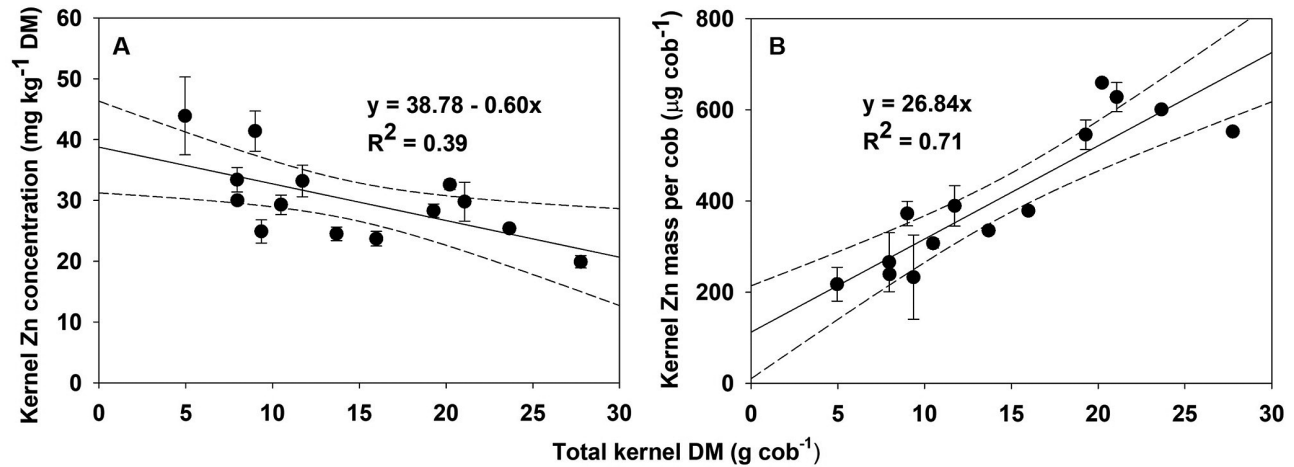 A
y = 38.78 - 0.60x
R² = 0.39
Kernel Zn concentration (mg kg⁻¹ DM)
60
50
40
30
20
10
0
0 5 10 15 20 25 30
B
y = 26.84x
R² = 0.71
Kernel Zn mass per cob (µg cob⁻¹)
800
600
400
200
0
0 5 10 15 20 25 30
Total kernel DM (g cob⁻¹)